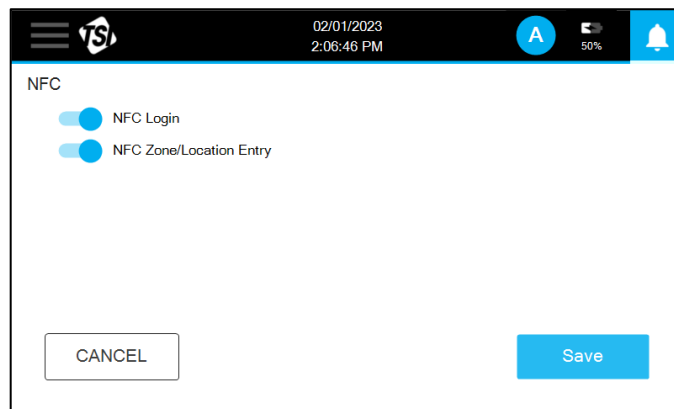 TSI
02/01/2023
2:06:46 PM
A
50%
NFC
NFC Login
NFC Zone/Location Entry
CANCEL
Save